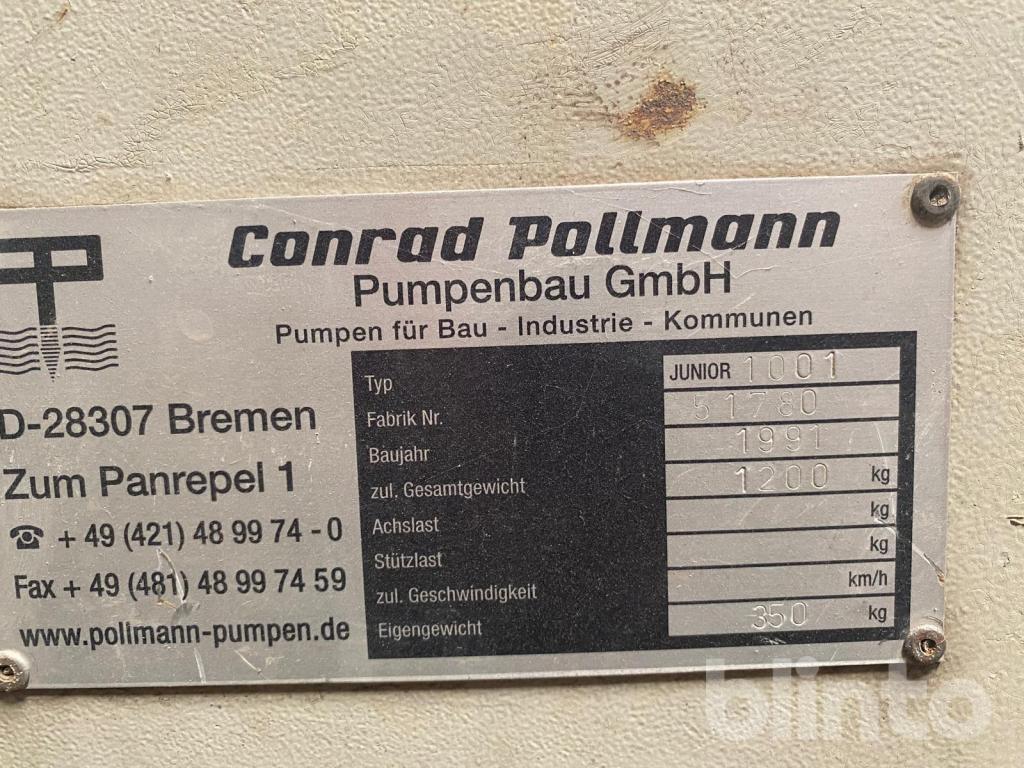 Conrad Pollmann
Pumpenbau GmbH
Pumpen für Bau - Industrie - Kommunen
D-28307 Bremen
Zum Panrepel 1
☎ + 49 (421) 48 99 74 - 0
Fax + 49 (481) 48 99 74 59
www.pollmann-pumpen.de
Typ JUNIOR 1001
Fabrik Nr. 51780
Baujahr 1991
zul. Gesamtgewicht 1200 kg
Achslast kg
Stützlast kg
zul. Geschwindigkeit km/h
Eigengewicht 350 kg
blinto